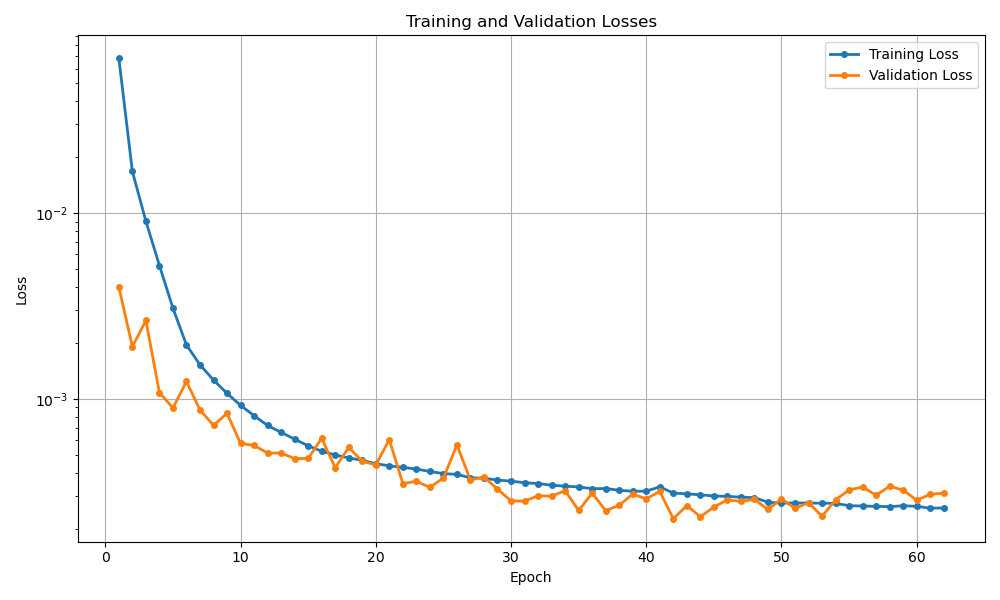 Training and Validation Losses
Training Loss
Validation Loss
10⁻²
10⁻³
Loss
0
10
20
30
40
50
60
Epoch